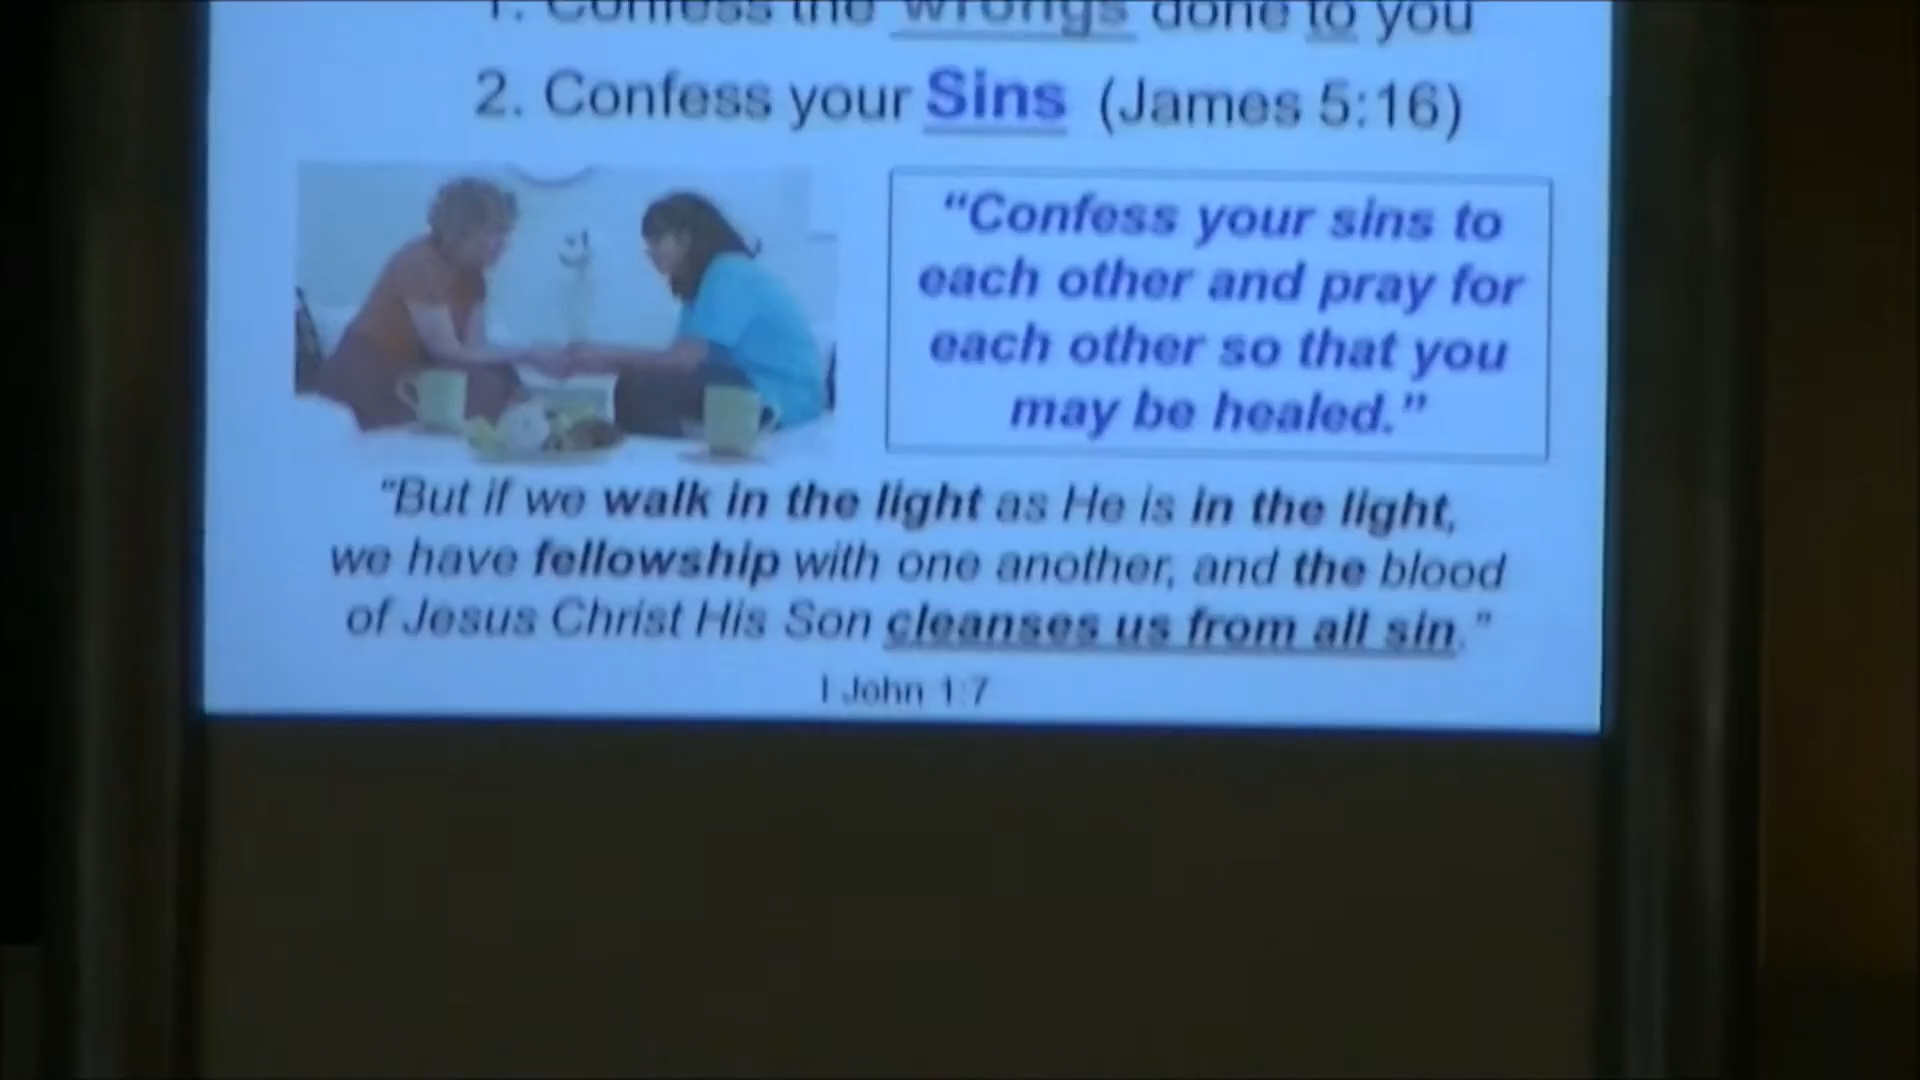 1. Confess the wrongs done to you
2. Confess your Sins (James 5:16)
“Confess your sins to
each other and pray for
each other so that you
may be healed.”
“But if we walk in the light as He is in the light,
we have fellowship with one another, and the blood
of Jesus Christ His Son cleanses us from all sin.”
I John 1:7